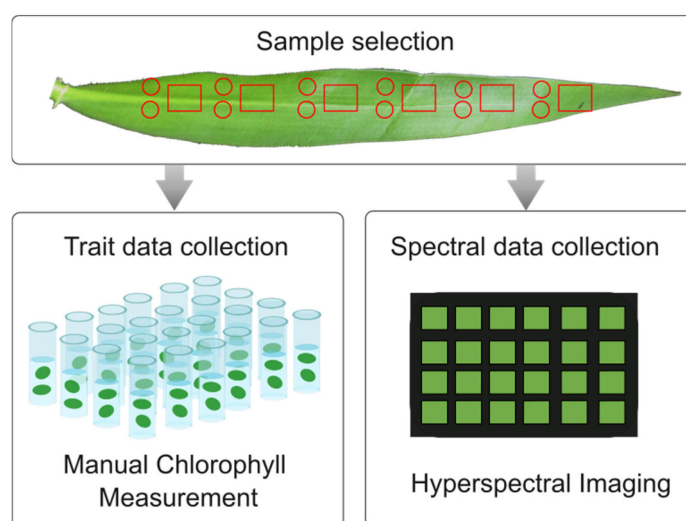 Sample selection
Trait data collection
Spectral data collection
Manual Chlorophyll
Measurement
Hyperspectral Imaging